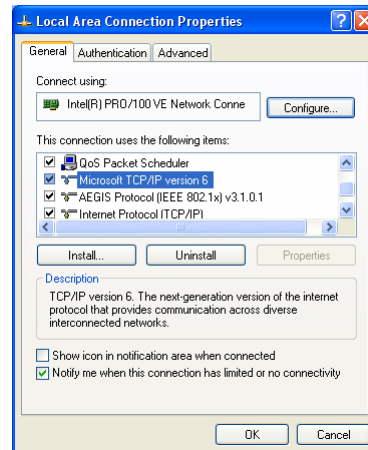 Local Area Connection Properties
General Authentication Advanced
Connect using:
Intel(R) PRO/100 VE Network Conne
Configure...
This connection uses the following items:
QoS Packet Scheduler
Microsoft TCP/IP version 6
AEGIS Protocol (IEEE 802.1x) v3.1.0.1
Internet Protocol (TCP/IP)
Install... Uninstall Properties
Description
TCP/IP version 6. The next-generation version of the internet
protocol that provides communication across diverse
interconnected networks.
Show icon in notification area when connected
Notify me when this connection has limited or no connectivity
OK Cancel